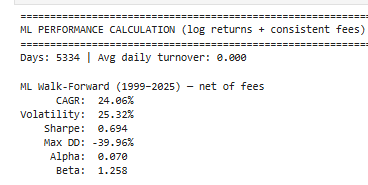 ================================================================
ML PERFORMANCE CALCULATION (log returns + consistent fees)
================================================================
Days: 5334 | Avg daily turnover: 0.000
ML Walk-Forward (1999–2025) — net of fees
CAGR: 24.06%
Volatility: 25.32%
Sharpe: 0.694
Max DD: -39.96%
Alpha: 0.070
Beta: 1.258